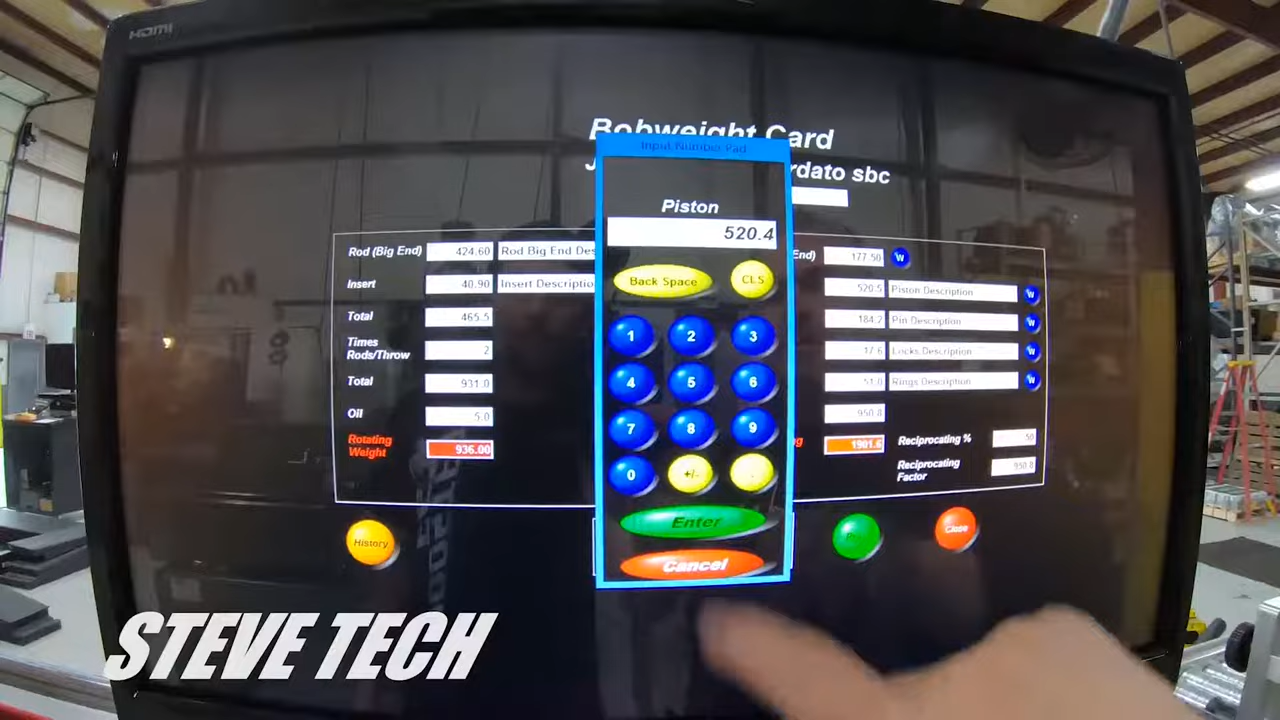 HDMI
Bobweight Card
rdato sbc
Input Number Pad
Piston
520.4
Back Space
CLS
1 2 3
4 5 6
7 8 9
0 +/- .
Enter
Cancel
Rod (Big End) 424.60 Rod Big End Des
Insert 40.90 Insert Descriptio
Total 465.5
Times Rods/Throw 2
Total 931.0
Oil 5.0
Rotating Weight 936.00
End) 177.50 W
520.5 Piston Description W
184.2 Pin Description W
17.6 Locks Description W
51.0 Rings Description W
950.8
1901.6 Reciprocating % 50
Reciprocating Factor 950.8
History
Close
STEVE TECH